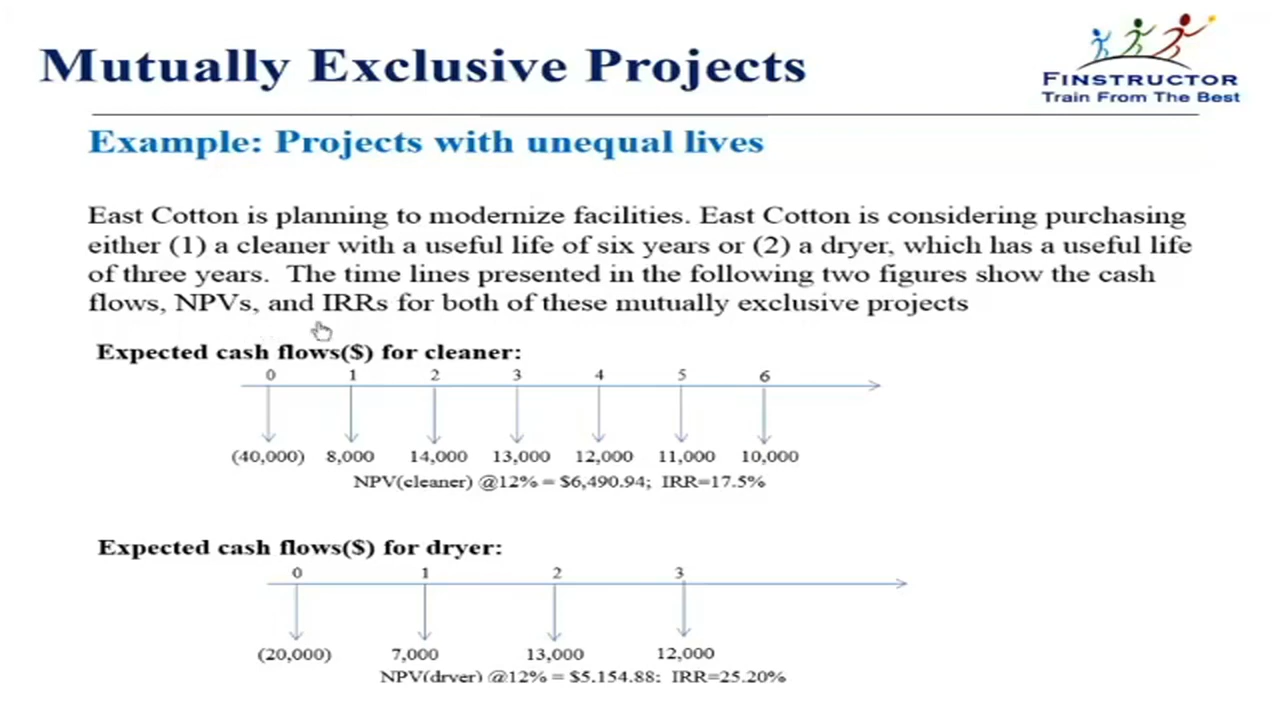 Mutually Exclusive Projects
FINSTRUCTOR
Train From The Best
Example: Projects with unequal lives
East Cotton is planning to modernize facilities. East Cotton is considering purchasing
either (1) a cleaner with a useful life of six years or (2) a dryer, which has a useful life
of three years. The time lines presented in the following two figures show the cash
flows, NPVs, and IRRs for both of these mutually exclusive projects
Expected cash flows($) for cleaner:
0 1 2 3 4 5 6
(40,000) 8,000 14,000 13,000 12,000 11,000 10,000
NPV(cleaner) @12% = $6,490.94; IRR=17.5%
Expected cash flows($) for dryer:
0 1 2 3
(20,000) 7,000 13,000 12,000
NPV(dryer) @12% = $5,154.88; IRR=25.20%